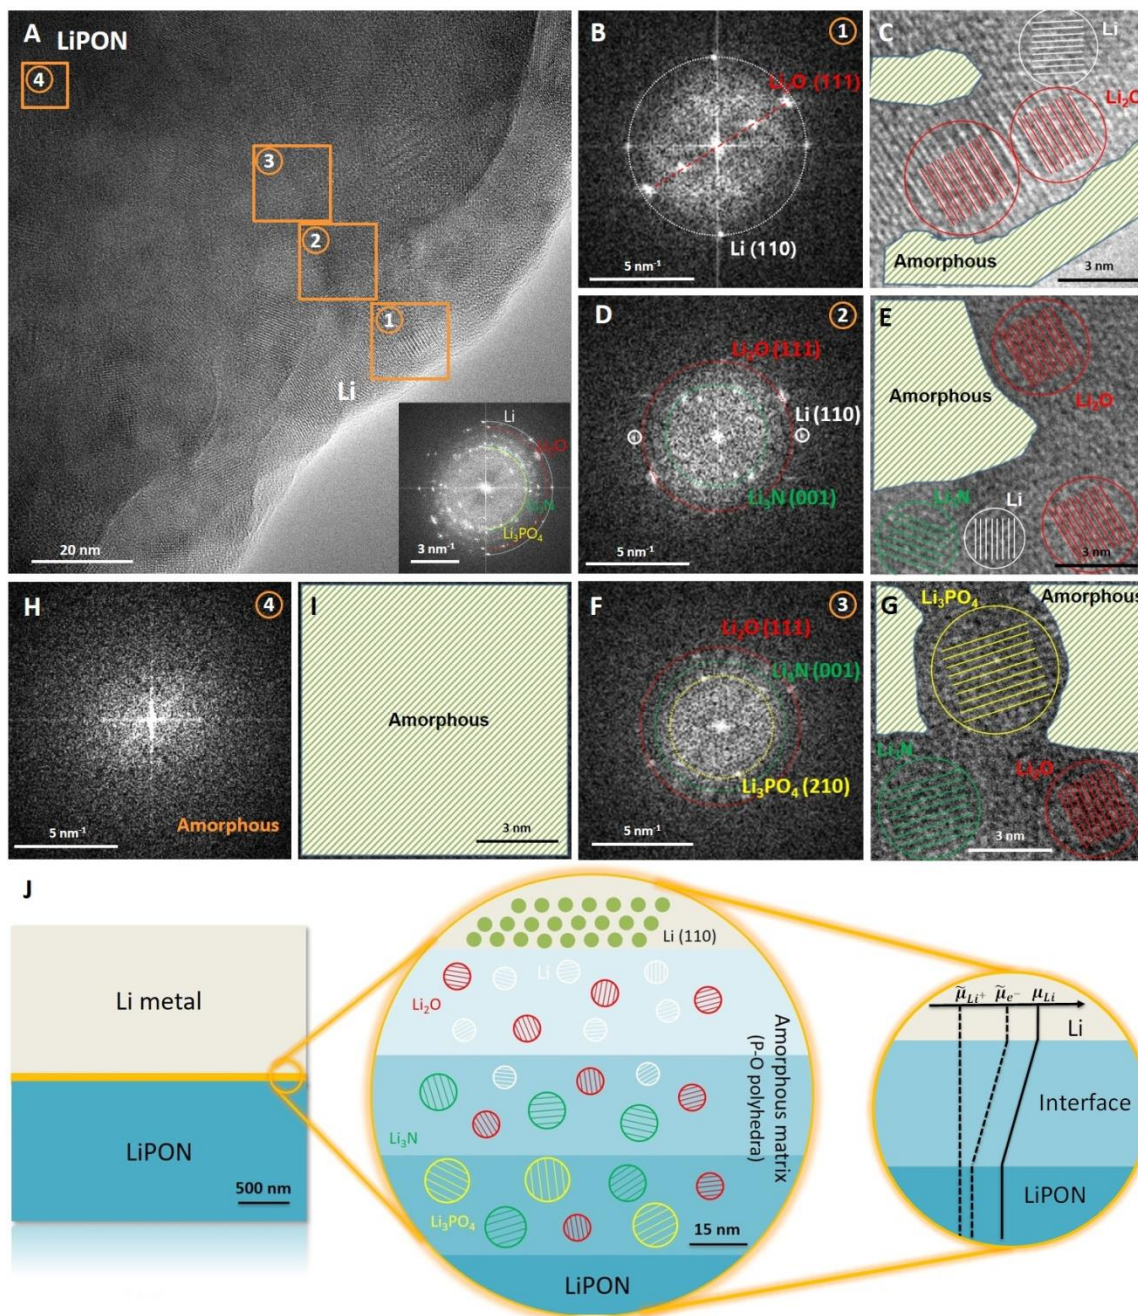 A
LiPON
4
3
2
1
Li
20 nm
Li
Li₂O
Li₃N
Li₃PO₄
3 nm⁻¹
B
1
Li₂O (111)
Li (110)
5 nm⁻¹
C
Li
Li₂O
Amorphous
3 nm
D
2
Li₂O (111)
Li (110)
Li₃N (001)
5 nm⁻¹
E
Amorphous
Li₂O
Li₃N
Li
3 nm
H
4
5 nm⁻¹
Amorphous
I
Amorphous
3 nm
F
3
Li₂O (111)
Li₃N (001)
Li₃PO₄ (210)
5 nm⁻¹
G
Li₃PO₄
Amorphous
Li₃N
Li₂O
3 nm
J
Li metal
LiPON
500 nm
Li (110)
Li
Li₂O
Li₃N
Li₃PO₄
Amorphous matrix
(P-O polyhedra)
15 nm
LiPON
μ̃Li⁺ μ̃e⁻ μLi
Li
Interface
LiPON